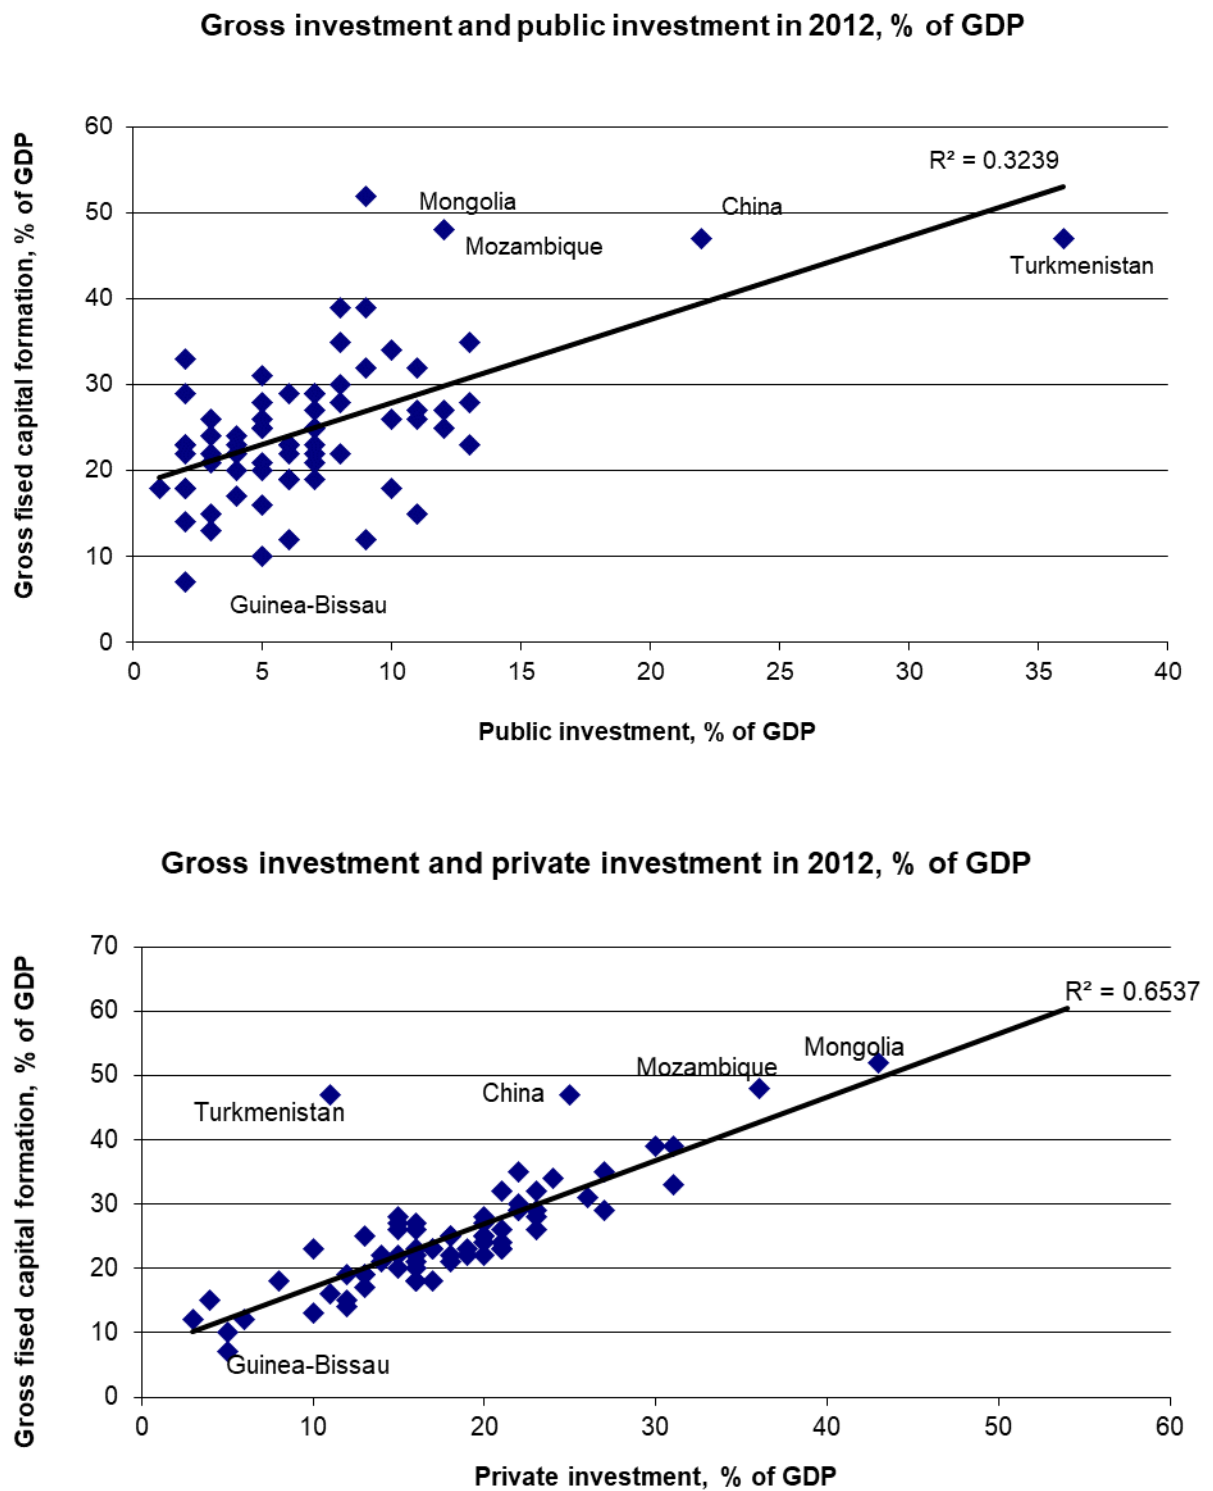 Gross investment and public investment in 2012, % of GDP
Gross fised capital formation, % of GDP
60
50
40
30
20
10
0
R² = 0.3239
Mongolia
China
Mozambique
Turkmenistan
Guinea-Bissau
0 5 10 15 20 25 30 35 40
Public investment, % of GDP
Gross investment and private investment in 2012, % of GDP
Gross fised capital formation, % of GDP
70
60
50
40
30
20
10
0
R² = 0.6537
Mongolia
Mozambique
China
Turkmenistan
Guinea-Bissau
0 10 20 30 40 50 60
Private investment, % of GDP